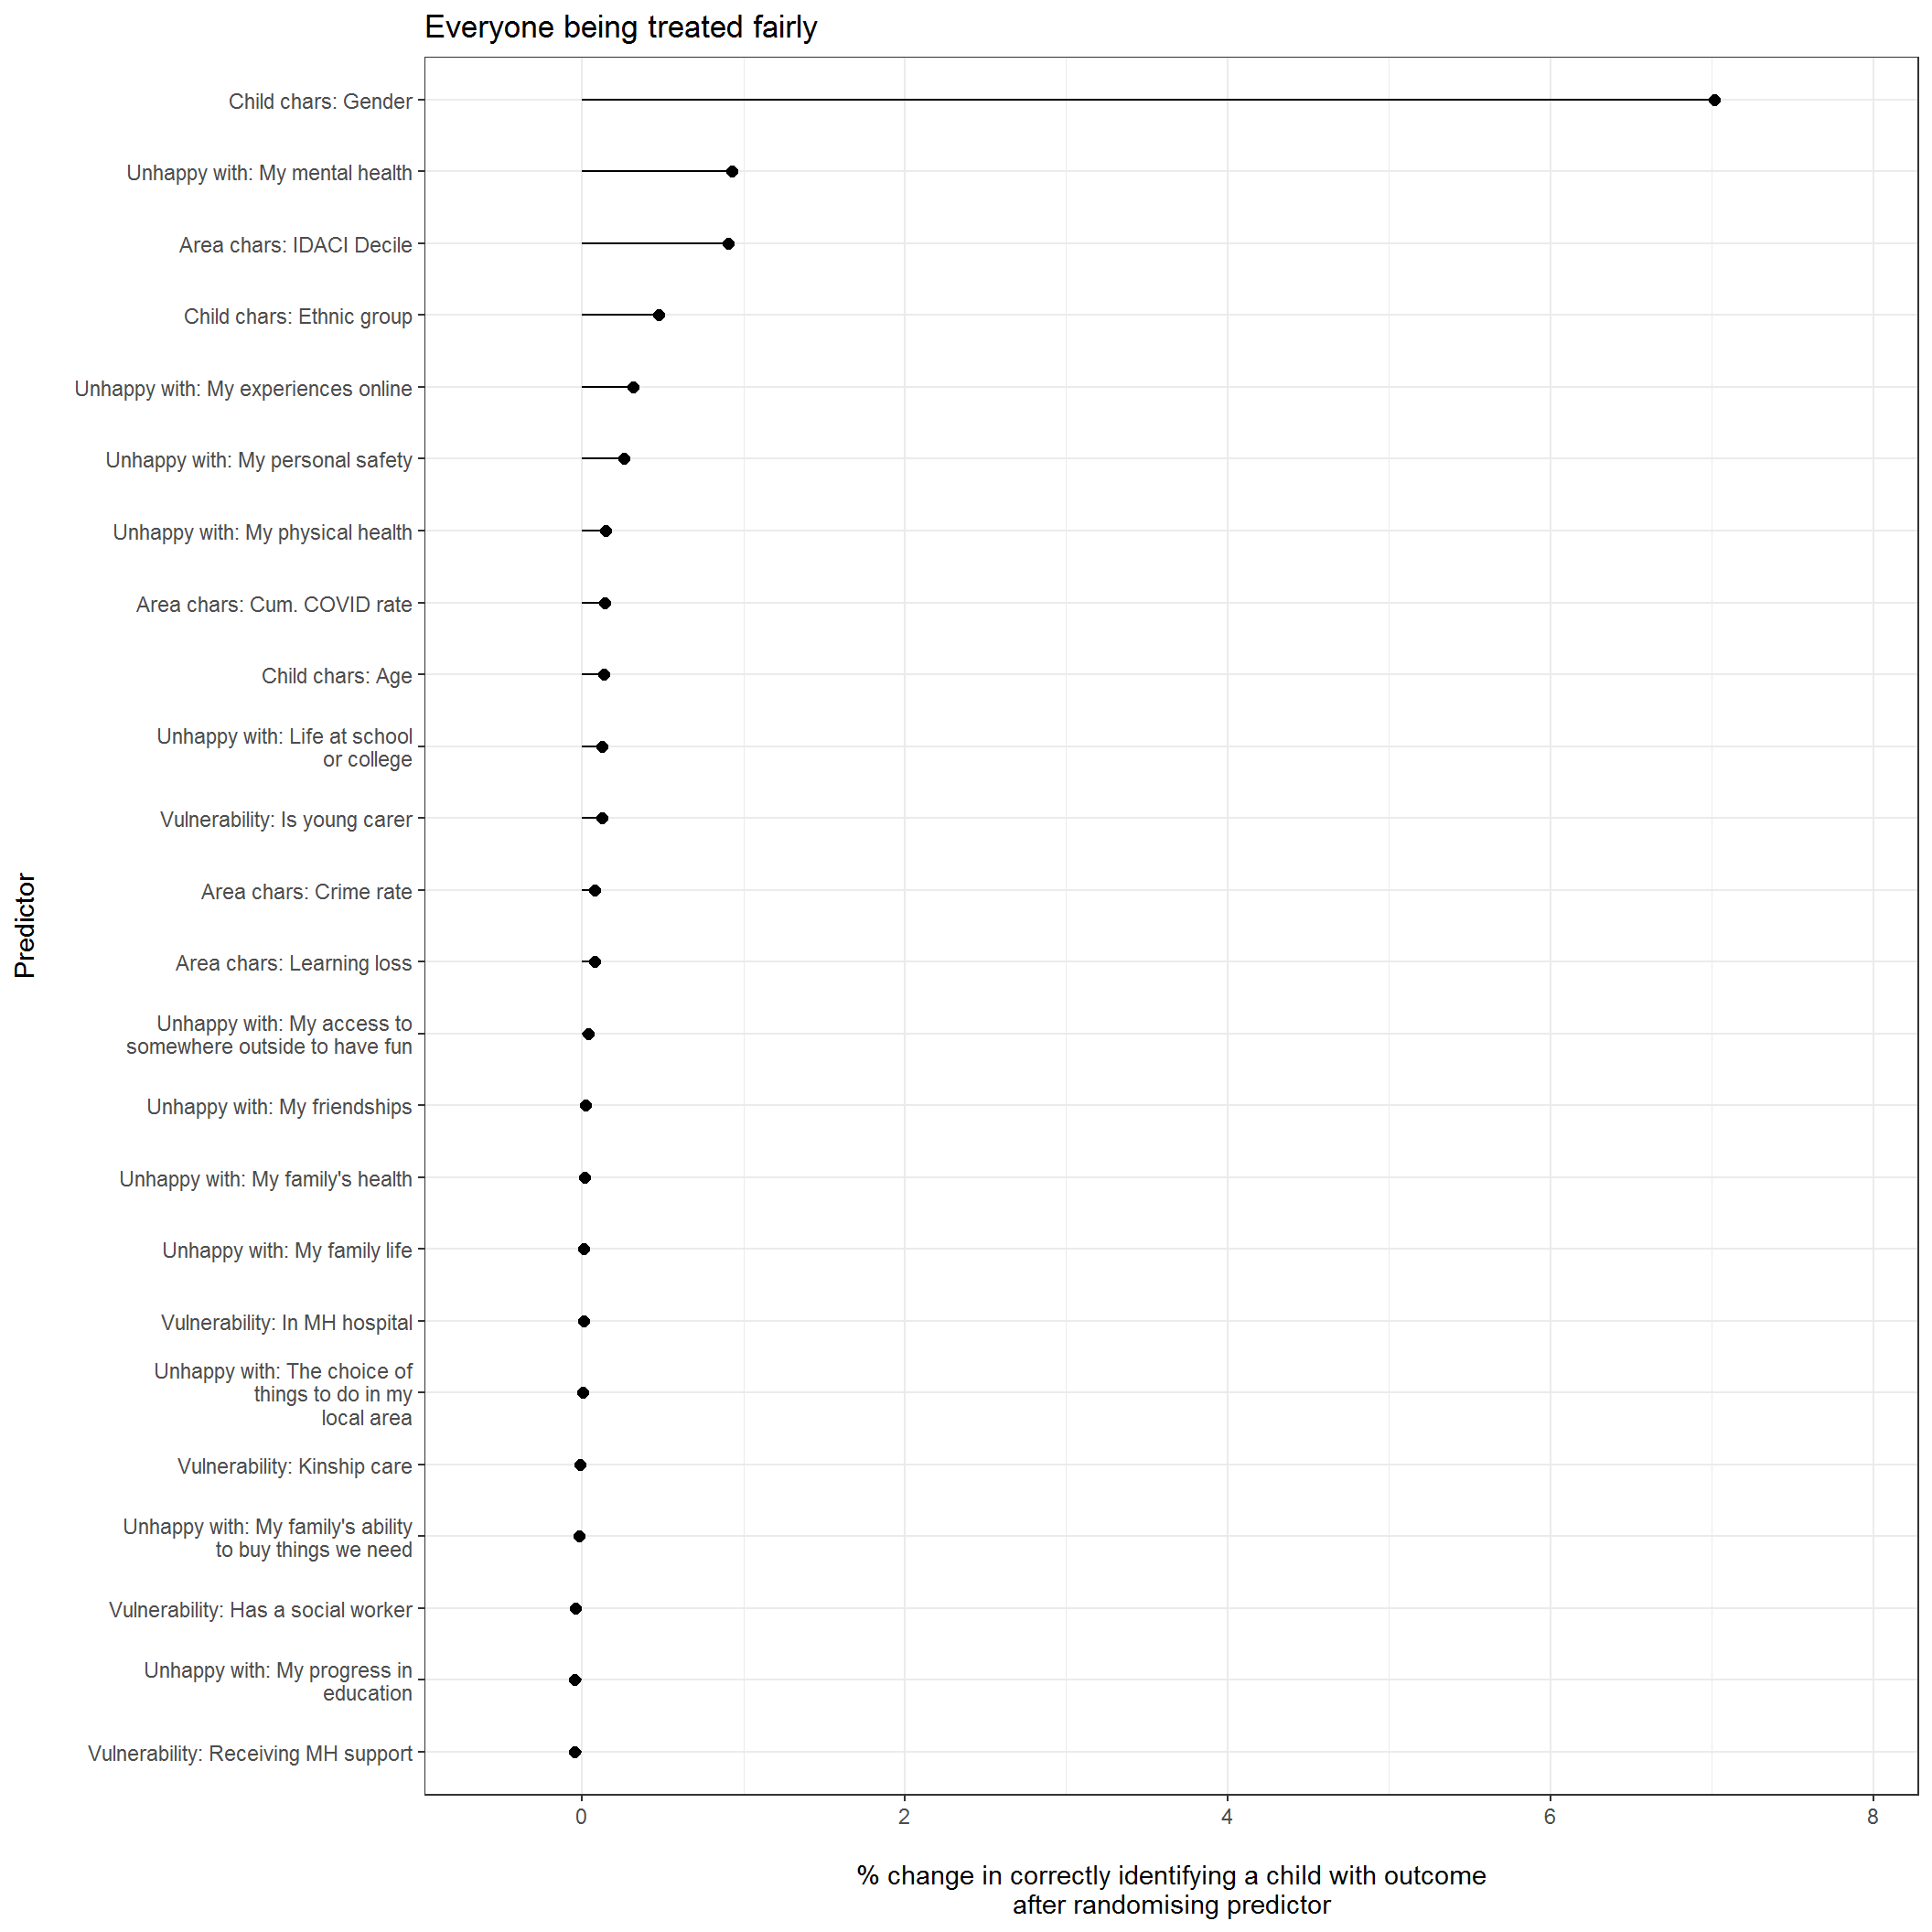 Everyone being treated fairly
Child chars: Gender
Unhappy with: My mental health
Area chars: IDACI Decile
Child chars: Ethnic group
Unhappy with: My experiences online
Unhappy with: My personal safety
Unhappy with: My physical health
Area chars: Cum. COVID rate
Child chars: Age
Unhappy with: Life at school
or college
Vulnerability: Is young carer
Area chars: Crime rate
Area chars: Learning loss
Unhappy with: My access to
somewhere outside to have fun
Unhappy with: My friendships
Unhappy with: My family's health
Unhappy with: My family life
Vulnerability: In MH hospital
Unhappy with: The choice of
things to do in my
local area
Vulnerability: Kinship care
Unhappy with: My family's ability
to buy things we need
Vulnerability: Has a social worker
Unhappy with: My progress in
education
Vulnerability: Receiving MH support
Predictor
0 2 4 6 8
% change in correctly identifying a child with outcome
after randomising predictor